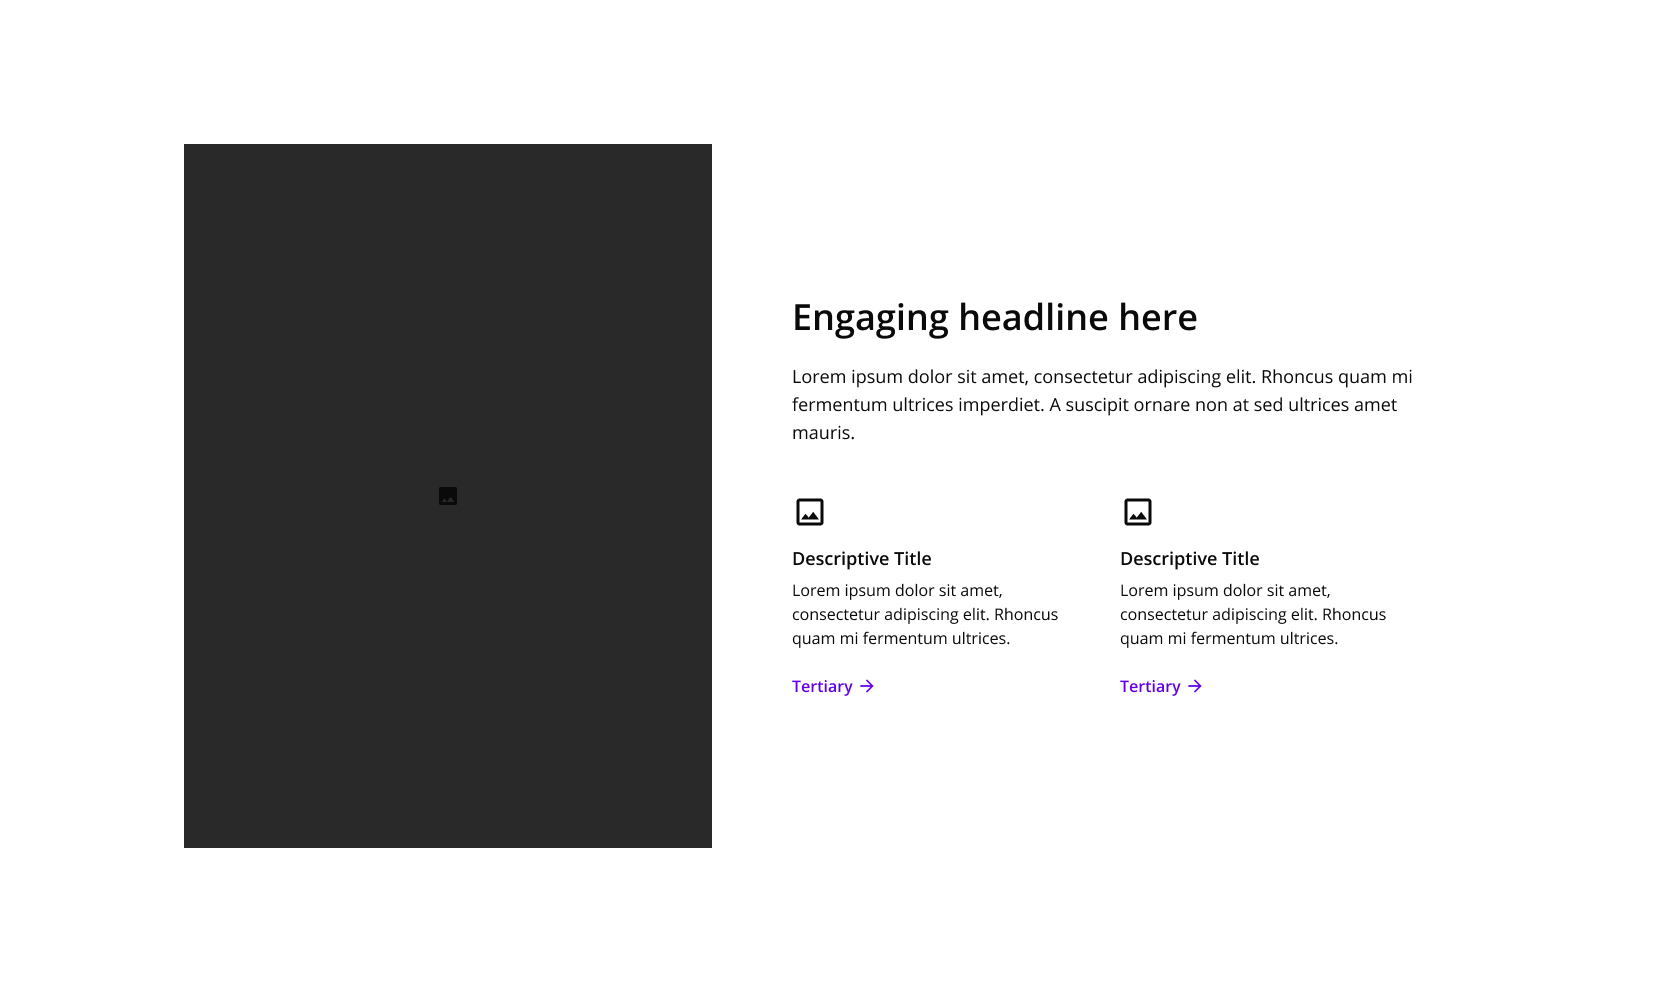 Engaging headline here
Lorem ipsum dolor sit amet, consectetur adipiscing elit. Rhoncus quam mi
fermentum ultrices imperdiet. A suscipit ornare non at sed ultrices amet
mauris.
Descriptive Title
Lorem ipsum dolor sit amet,
consectetur adipiscing elit. Rhoncus
quam mi fermentum ultrices.
Tertiary
Descriptive Title
Lorem ipsum dolor sit amet,
consectetur adipiscing elit. Rhoncus
quam mi fermentum ultrices.
Tertiary